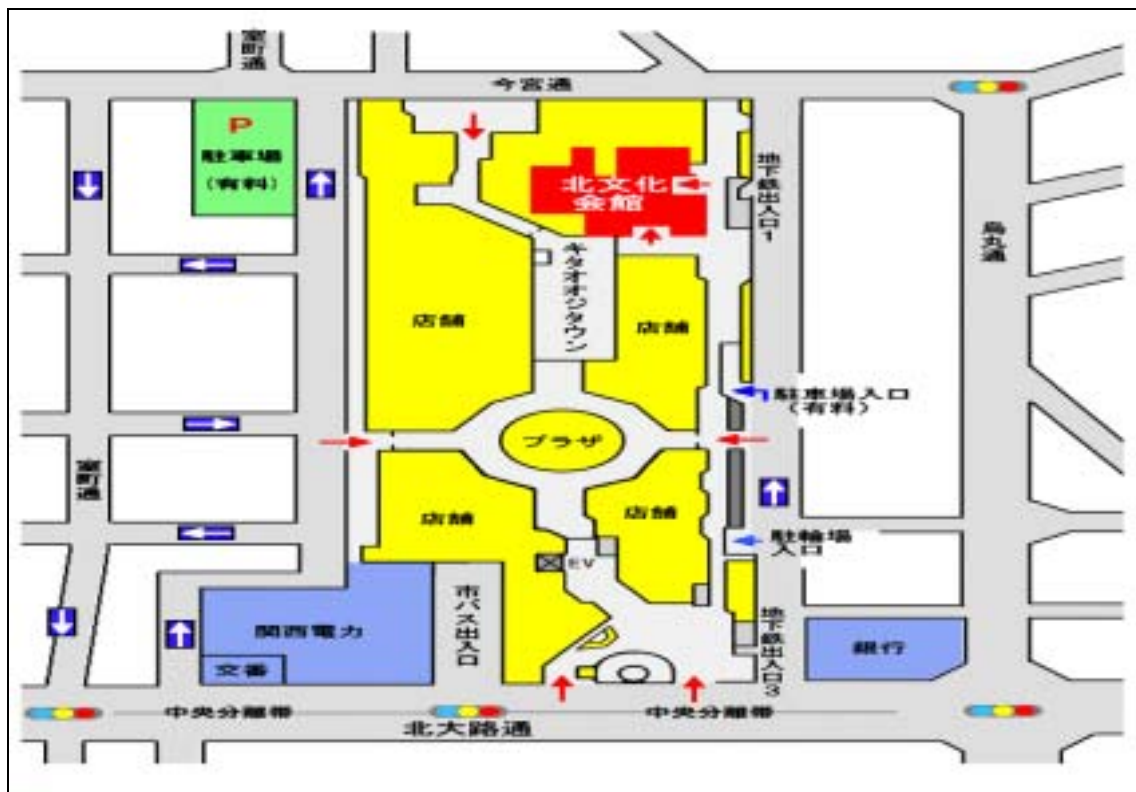 室町通
今宮通
P
駐車場
(有料)
北文化
会館
地下鉄出入口1
烏丸通
キタオオジタウン
店舗
店舗
駐車場入口
(有料)
プラザ
室町通
店舗
店舗
駐輪場
入口
EV
関西電力
交番
市バス出入口
地下鉄出入口3
銀行
中央分離帯
中央分離帯
北大路通